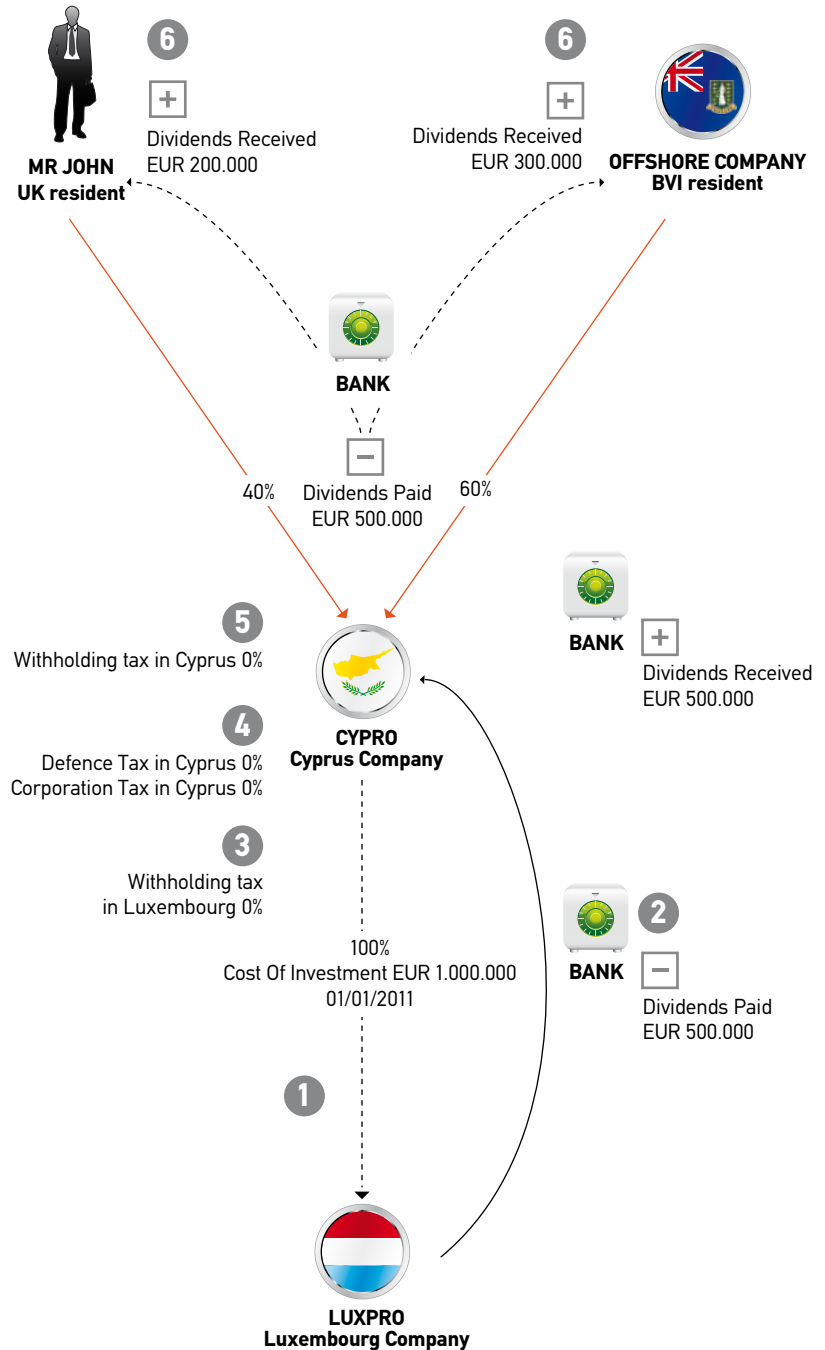 6
Dividends Received
EUR 200.000
MR JOHN
UK resident
6
Dividends Received
EUR 300.000
OFFSHORE COMPANY
BVI resident
BANK
40%
Dividends Paid
EUR 500.000
60%
5
Withholding tax in Cyprus 0%
BANK
Dividends Received
EUR 500.000
CYPRO
Cyprus Company
4
Defence Tax in Cyprus 0%
Corporation Tax in Cyprus 0%
3
Withholding tax
in Luxembourg 0%
100%
Cost Of Investment EUR 1.000.000
01/01/2011
2
BANK
Dividends Paid
EUR 500.000
1
LUXPRO
Luxembourg Company